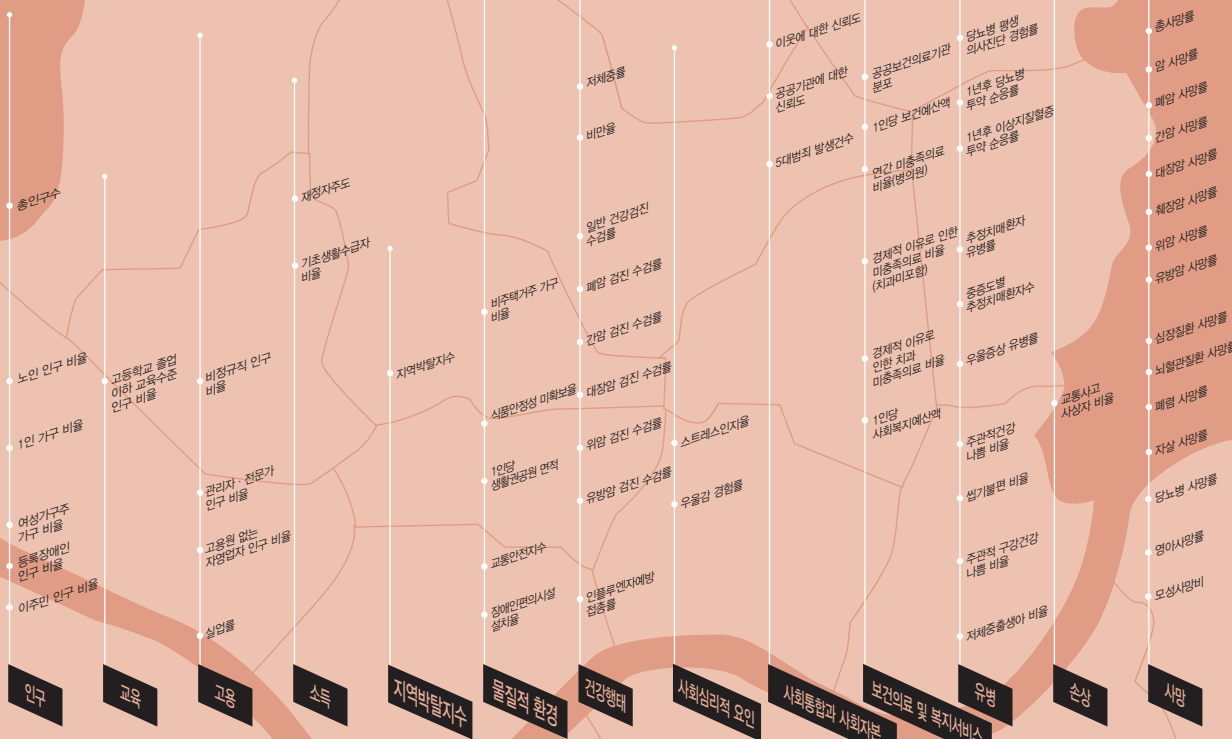 총인구수
노인 인구 비율
1인 가구 비율
여성가구주
가구 비율
등록장애인
인구 비율
이주민 인구 비율
인구
고등학교 졸업
이하 교육수준
인구 비율
교육
비정규직 인구
비율
관리자 · 전문가
인구 비율
고용원 없는
자영업자 인구 비율
실업률
고용
재정자주도
기초생활수급자
비율
소득
지역박탈지수
지역박탈지수
비주택거주 가구
비율
식품안정성 미확보율
1인당
생활권공원 면적
교통안전지수
장애인편의시설
설치율
물질적 환경
저체중률
비만율
일반 건강검진
수검률
폐암 검진 수검률
간암 검진 수검률
대장암 검진 수검률
위암 검진 수검률
유방암 검진 수검률
인플루엔자예방
접종률
건강행태
스트레스인지율
우울감 경험률
사회심리적 요인
이웃에 대한 신뢰도
공공기관에 대한
신뢰도
5대범죄 발생건수
사회통합과 사회자본
공공보건의료기관
분포
1인당 보건예산액
연간 미충족의료
비율(병의원)
경제적 이유로 인한
미충족의료 비율
(치과미포함)
경제적 이유로
인한 치과
미충족의료 비율
1인당
사회복지예산액
보건의료 및 복지서비스
당뇨병 평생
의사진단 경험률
1년후 당뇨병
투약 순응률
1년후 이상지질혈증
투약 순응률
추정치매환자
유병률
중증도별
추정치매환자수
우울증상 유병률
주관적건강
나쁨 비율
씹기불편 비율
주관적 구강건강
나쁨 비율
저체중출생아 비율
유병
교통사고
사상자 비율
손상
총사망률
암 사망률
폐암 사망률
간암 사망률
대장암 사망률
췌장암 사망률
위암 사망률
유방암 사망률
심장질환 사망률
뇌혈관질환 사망률
폐렴 사망률
자살 사망률
당뇨병 사망률
영아사망률
모성사망비
사망